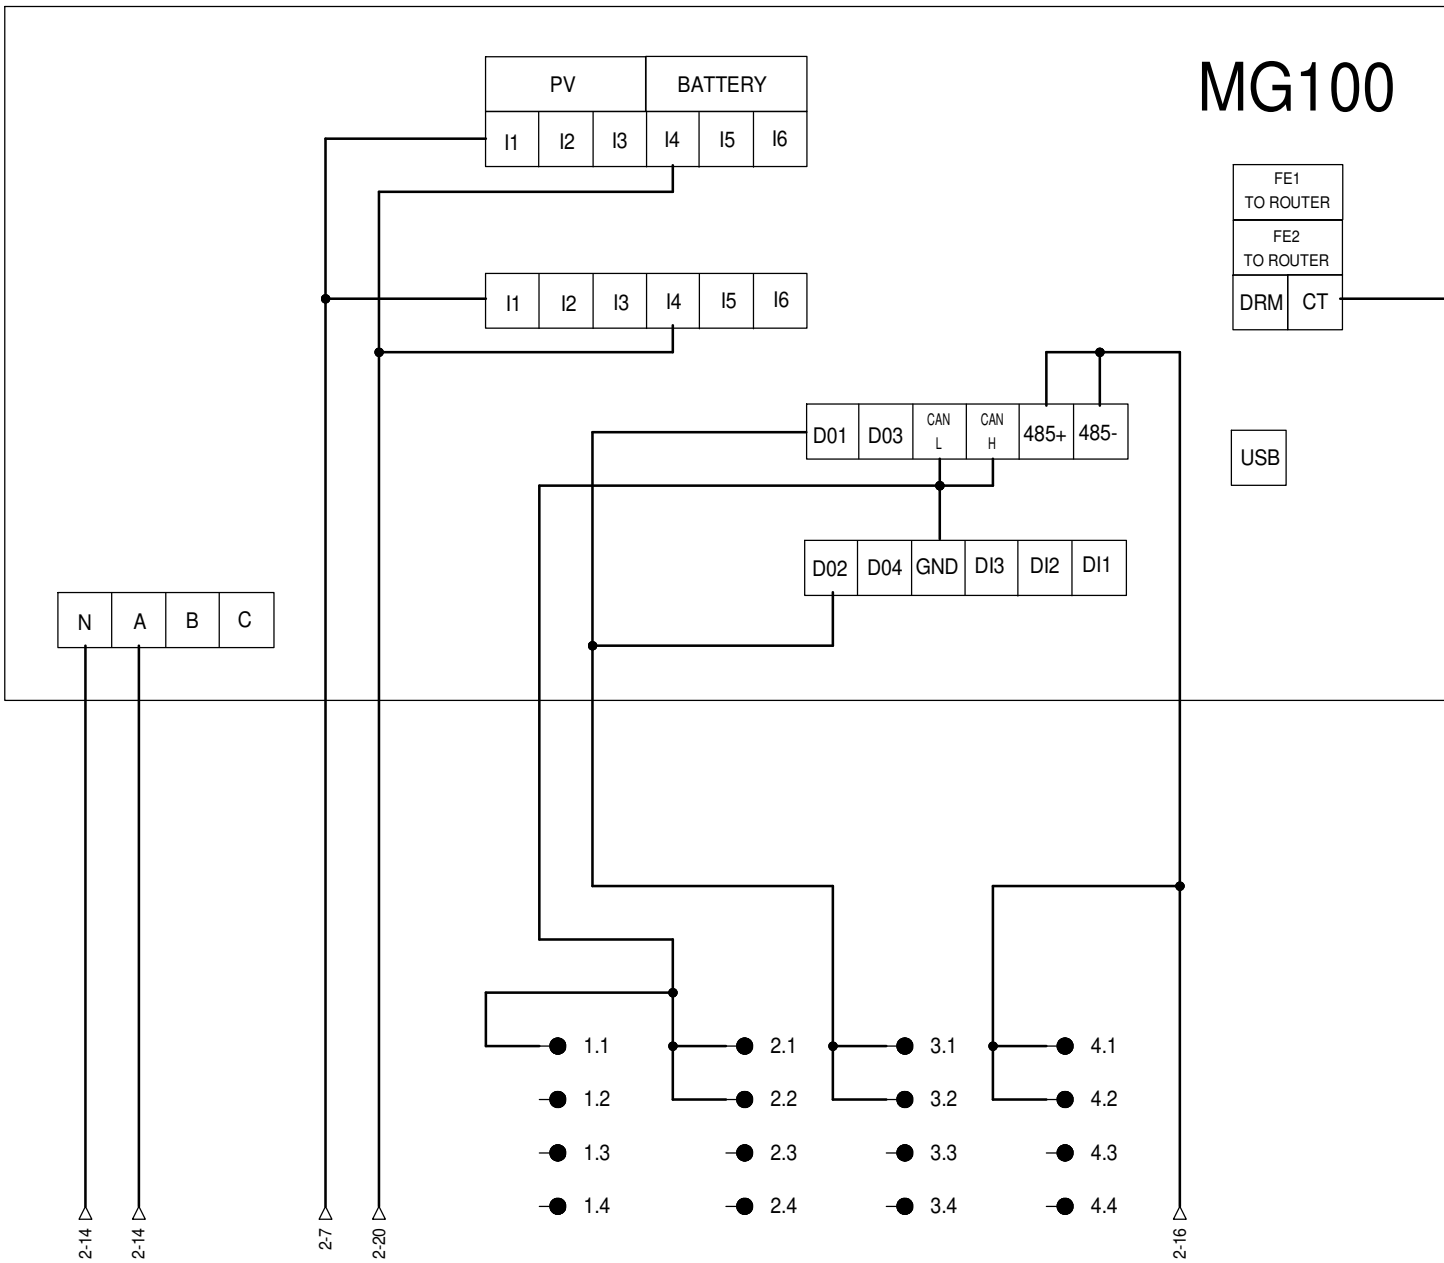 MG100
PV BATTERY
I1 I2 I3 I4 I5 I6
FE1
TO ROUTER
FE2
TO ROUTER
DRM CT
I1 I2 I3 I4 I5 I6
D01 D03 CAN L CAN H 485+ 485-
USB
D02 D04 GND DI3 DI2 DI1
N A B C
1.1 2.1 3.1 4.1
1.2 2.2 3.2 4.2
1.3 2.3 3.3 4.3
1.4 2.4 3.4 4.4
2-14 2-14 2-7 2-20 2-16